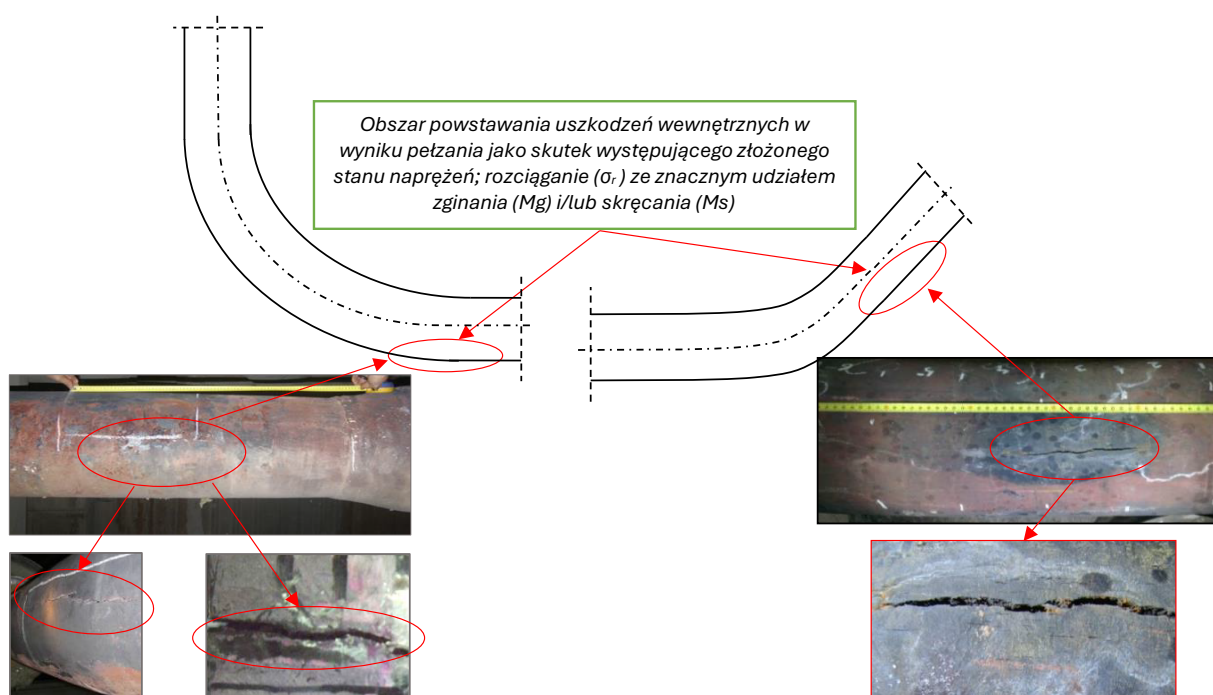 Obszar powstawania uszkodzeń wewnętrznych w
wyniku pełzania jako skutek występującego złożonego
stanu naprężeń; rozciąganie (σᵣ ) ze znacznym udziałem
zginania (Mg) i/lub skręcania (Ms)